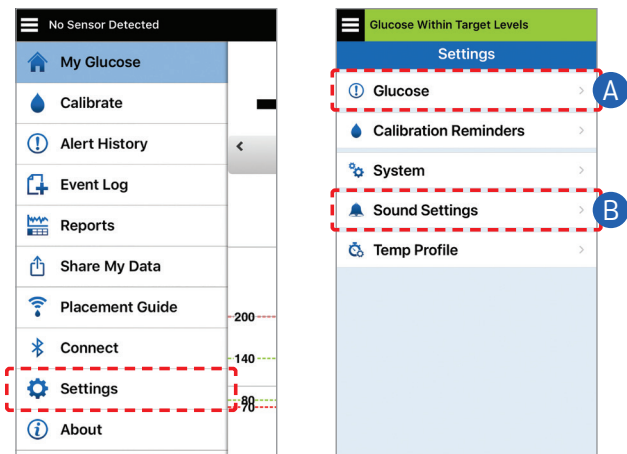 No Sensor Detected
My Glucose
Calibrate
Alert History
Event Log
Reports
Share My Data
Placement Guide
Connect
Settings
About
200
140
80
70
Glucose Within Target Levels
Settings
Glucose
A
Calibration Reminders
System
Sound Settings
B
Temp Profile